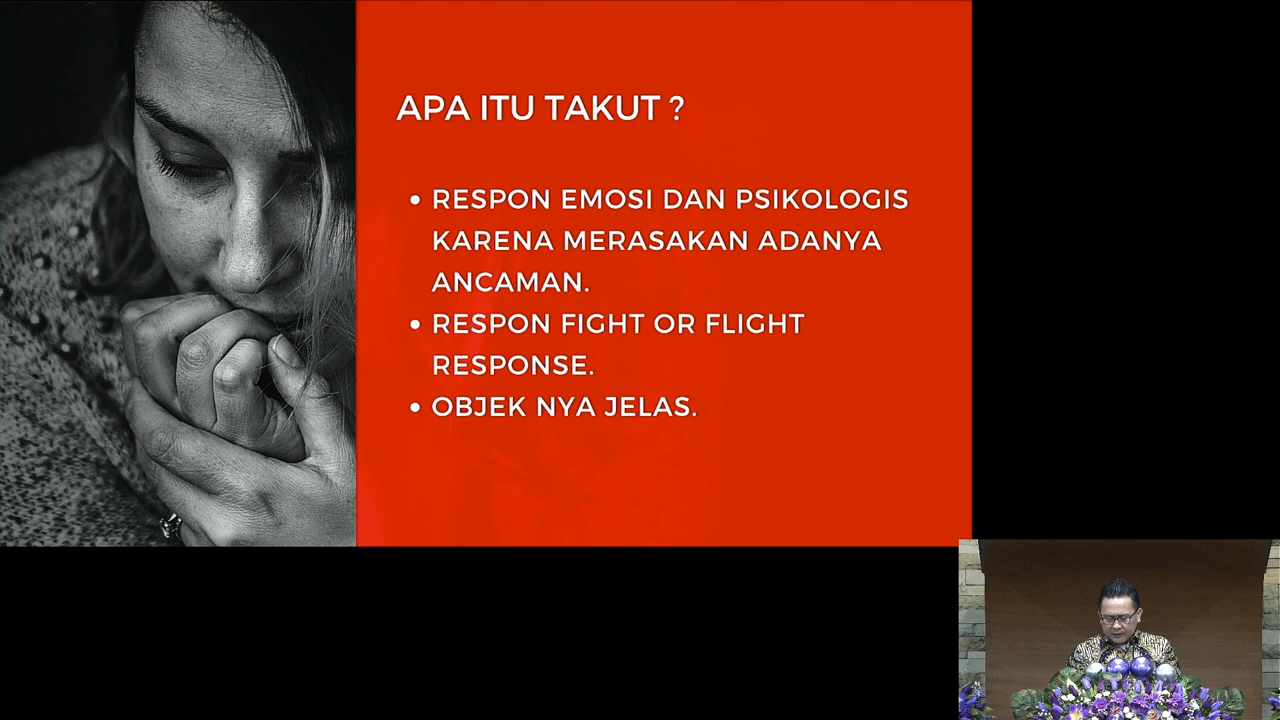 APA ITU TAKUT ?
• RESPON EMOSI DAN PSIKOLOGIS
KARENA MERASAKAN ADANYA
ANCAMAN.
• RESPON FIGHT OR FLIGHT
RESPONSE.
• OBJEK NYA JELAS.